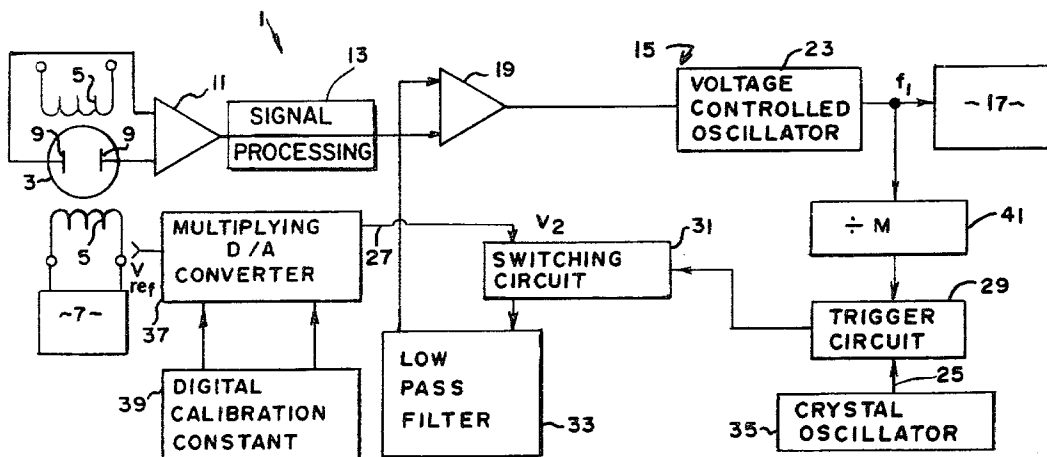 1
5
11
13
SIGNAL
PROCESSING
19
15
23
VOLTAGE
CONTROLLED
OSCILLATOR
f1
~17~
9
9
3
5
V
ref
~7~
MULTIPLYING
D/A
CONVERTER
37
27
V2
SWITCHING
CIRCUIT
31
÷ M
41
TRIGGER
CIRCUIT
29
25
39
DIGITAL
CALIBRATION
CONSTANT
LOW
PASS
FILTER
33
35
CRYSTAL
OSCILLATOR